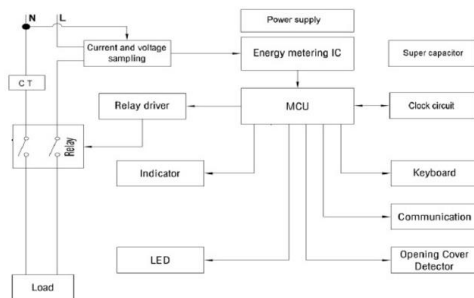 N L
Power supply
Current and voltage
sampling
Energy metering IC
Super capacitor
C T
Relay driver
MCU
Clock circuit
Relay
Indicator
Keyboard
Communication
LED
Opening Cover
Detector
Load